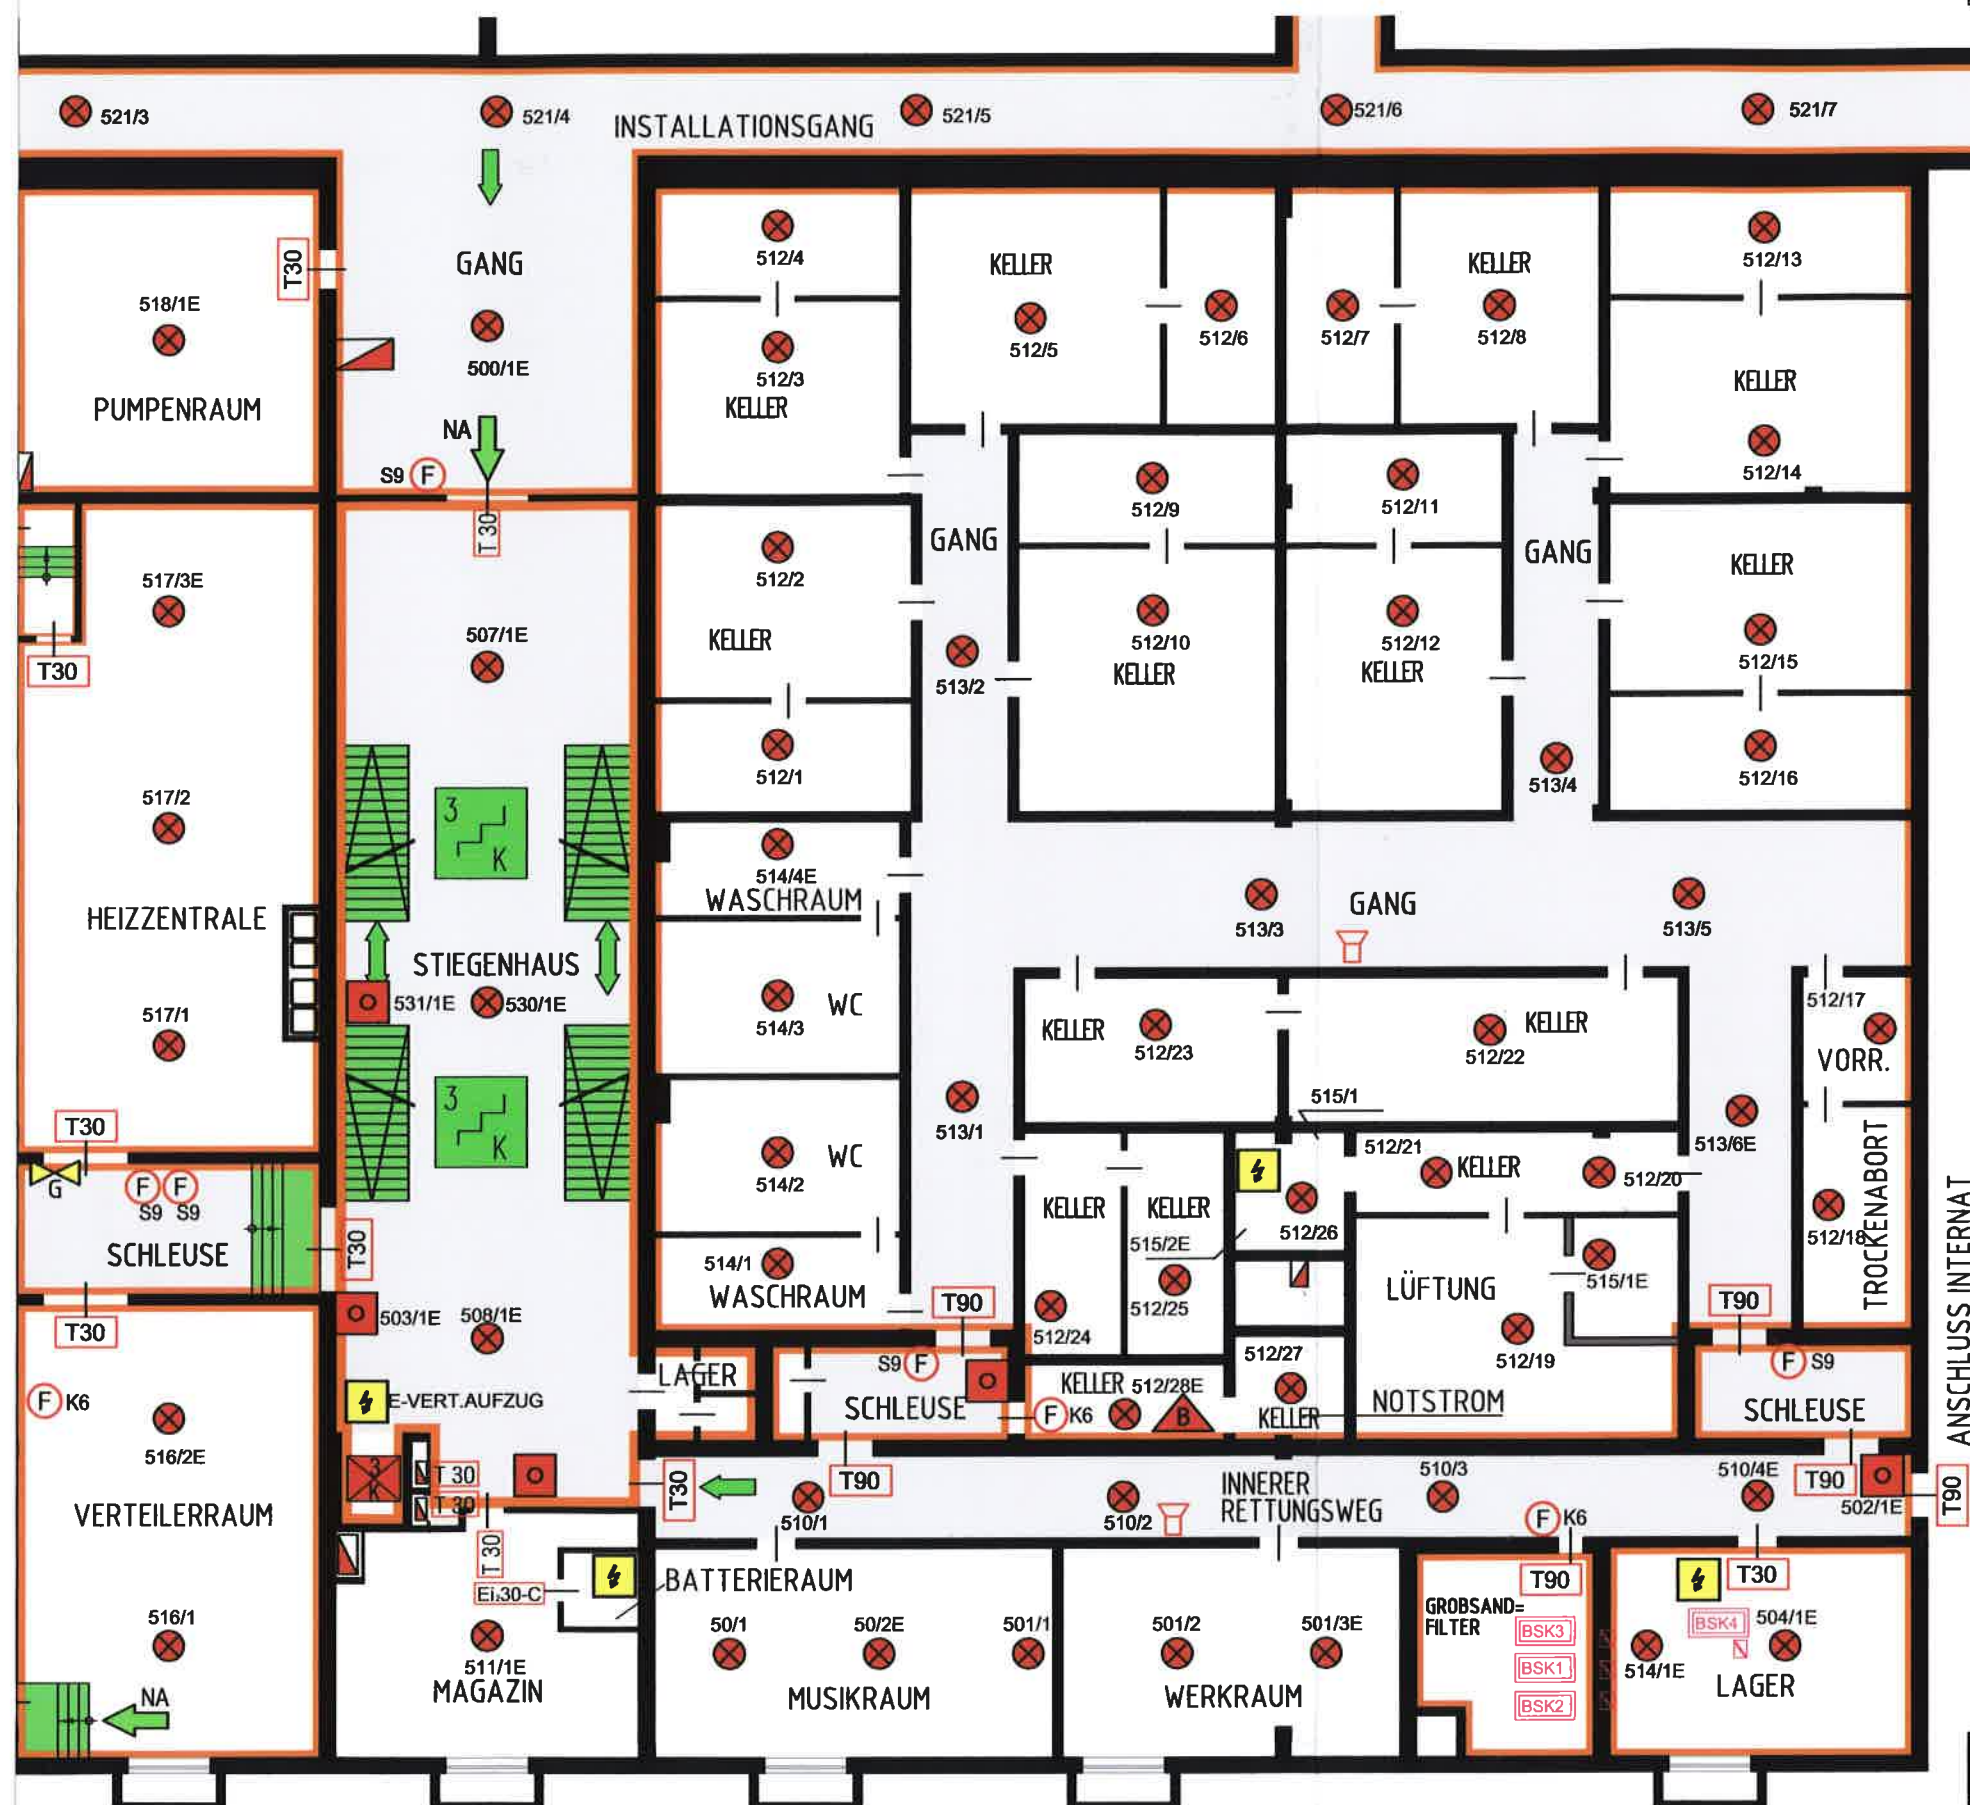 521/3
521/4
INSTALLATIONSGANG
521/5
521/6
521/7
T30
GANG
518/1E
500/1E
PUMPENRAUM
NA
S9 F
T 30
512/4
512/3
KELLER
KELLER
512/5
512/6
512/7
KELLER
512/8
512/13
KELLER
512/14
512/9
512/11
GANG
GANG
512/2
KELLER
512/10
KELLER
512/12
KELLER
KELLER
512/15
517/3E
T30
507/1E
513/2
512/1
513/4
512/16
517/2
3
K
HEIZZENTRALE
514/4E
WASCHRAUM
513/3
GANG
513/5
STIEGENHAUS
531/1E
530/1E
517/1
514/3
WC
KELLER
512/23
512/22
KELLER
512/17
VORR.
3
K
515/1
513/1
T30
G
F F
S9 S9
SCHLEUSE
T30
T30
514/2
WC
514/1
WASCHRAUM
KELLER
KELLER
515/2E
512/25
512/24
512/26
512/21
KELLER
512/20
513/6E
TROCKENABORT
512/18
LÜFTUNG
515/1E
512/19
NOTSTROM
ANSCHLUSS INTERNAT
T90
T90
503/1E
508/1E
LAGER
S9 F
SCHLEUSE
F K6
KELLER
512/28E
B
512/27
KELLER
F S9
SCHLEUSE
F K6
516/2E
VERTEILERRAUM
E-VERT.AUFZUG
3
K
T 30
T 30
T30
T90
510/1
510/2
INNERER
RETTUNGSWEG
510/3
F K6
510/4E
T90
502/1E
T90
516/1
NA
T 30
Ei₂30-C
BATTERIERAUM
511/1E
MAGAZIN
50/1
50/2E
501/1
MUSIKRAUM
501/2
501/3E
WERKRAUM
T90
GROBSAND=
FILTER
BSK3
BSK1
BSK2
T30
BSK4
504/1E
514/1E
LAGER